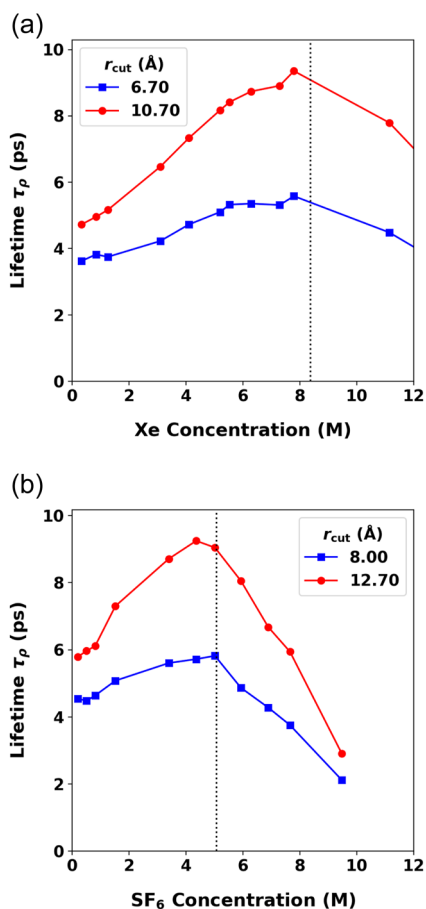 (a)
10
8
6
4
2
0
Lifetime τρ (ps)
rcut (Å)
6.70
10.70
0 2 4 6 8 10 12
Xe Concentration (M)
(b)
10
8
6
4
2
0
Lifetime τρ (ps)
rcut (Å)
8.00
12.70
0 2 4 6 8 10 12
SF6 Concentration (M)